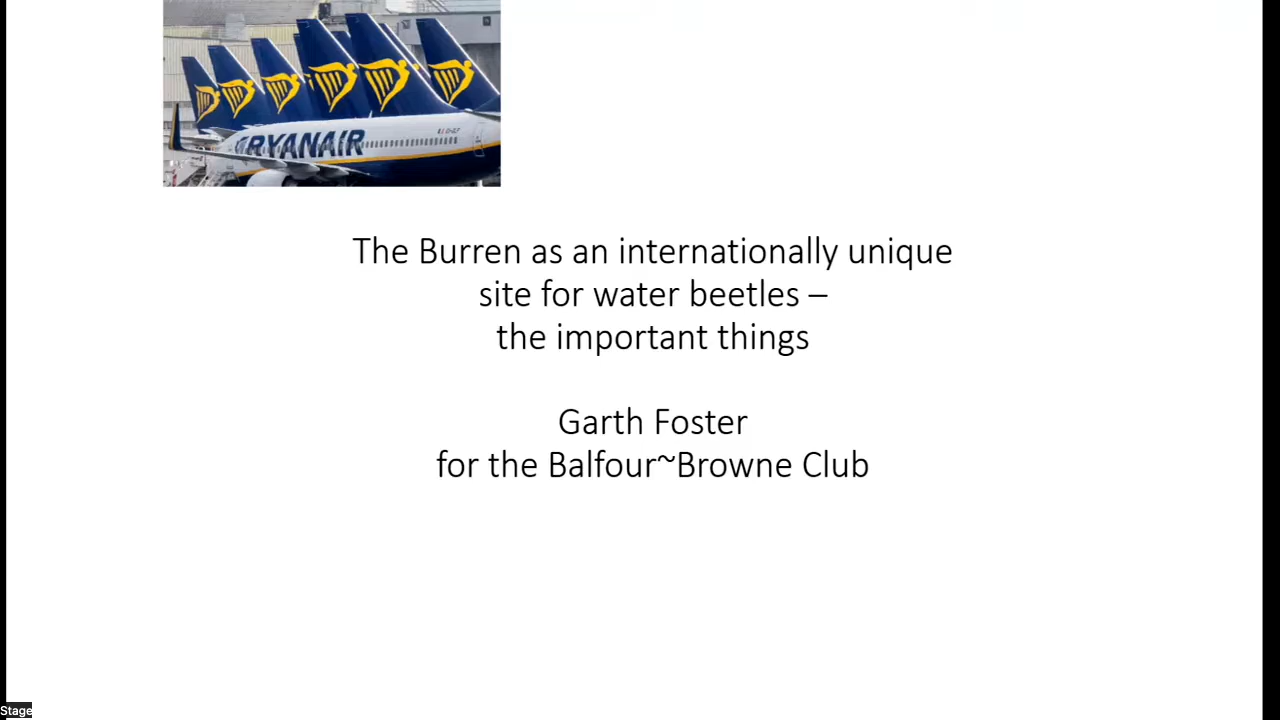 RYANAIR
The Burren as an internationally unique
site for water beetles –
the important things
Garth Foster
for the Balfour~Browne Club
Stage